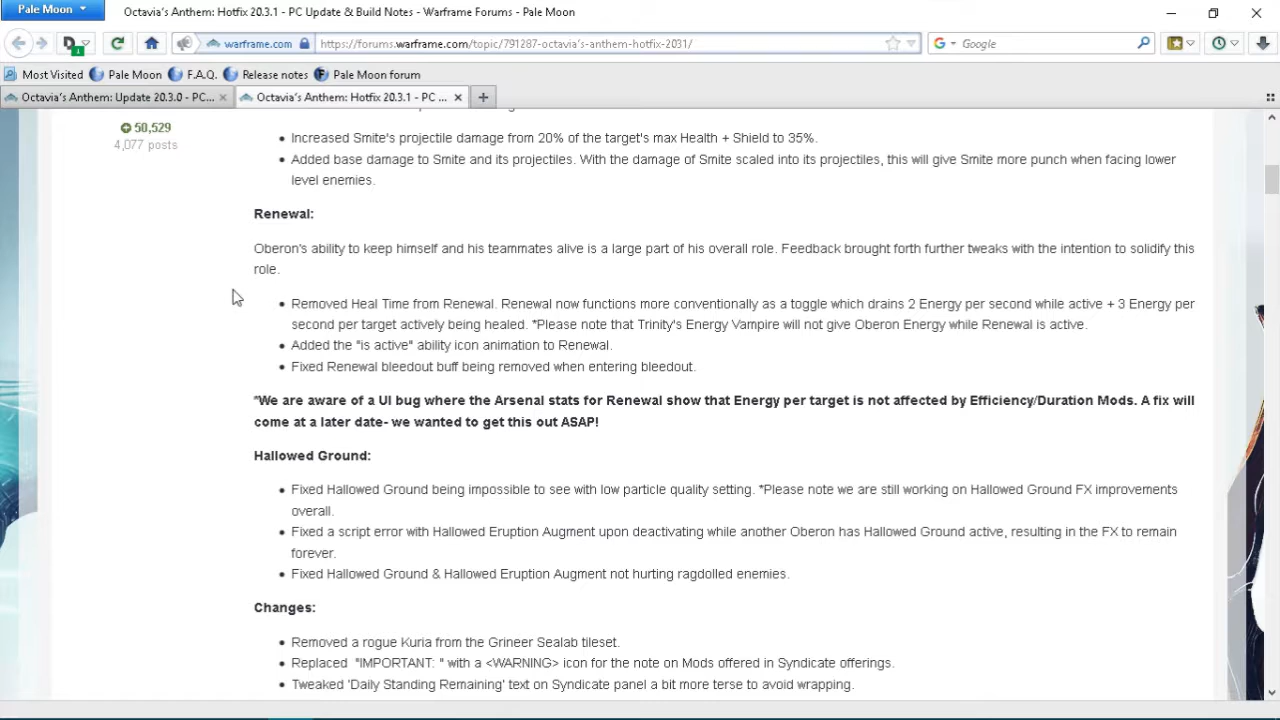 Pale Moon
Octavia's Anthem: Hotfix 20.3.1 - PC Update & Build Notes - Warframe Forums - Pale Moon
D 1 warframe.com https://forums.warframe.com/topic/791287-octavia's-anthem-hotfix-2031/ G Google
Most Visited Pale Moon F.A.Q. Release notes F Pale Moon forum
Octavia's Anthem: Update 20.3.0 - PC... Octavia's Anthem: Hotfix 20.3.1 - PC ...
50,529
4,077 posts
Increased Smite's projectile damage from 20% of the target's max Health + Shield to 35%.
Added base damage to Smite and its projectiles. With the damage of Smite scaled into its projectiles, this will give Smite more punch when facing lower
level enemies.
Renewal:
Oberon's ability to keep himself and his teammates alive is a large part of his overall role. Feedback brought forth further tweaks with the intention to solidify this
role.
Removed Heal Time from Renewal. Renewal now functions more conventionally as a toggle which drains 2 Energy per second while active + 3 Energy per
second per target actively being healed. *Please note that Trinity's Energy Vampire will not give Oberon Energy while Renewal is active.
Added the "is active" ability icon animation to Renewal.
Fixed Renewal bleedout buff being removed when entering bleedout.
*We are aware of a UI bug where the Arsenal stats for Renewal show that Energy per target is not affected by Efficiency/Duration Mods. A fix will
come at a later date- we wanted to get this out ASAP!
Hallowed Ground:
Fixed Hallowed Ground being impossible to see with low particle quality setting. *Please note we are still working on Hallowed Ground FX improvements
overall.
Fixed a script error with Hallowed Eruption Augment upon deactivating while another Oberon has Hallowed Ground active, resulting in the FX to remain
forever.
Fixed Hallowed Ground & Hallowed Eruption Augment not hurting ragdolled enemies.
Changes:
Removed a rogue Kuria from the Grineer Sealab tileset.
Replaced "IMPORTANT: " with a <WARNING> icon for the note on Mods offered in Syndicate offerings.
Tweaked 'Daily Standing Remaining' text on Syndicate panel a bit more terse to avoid wrapping.